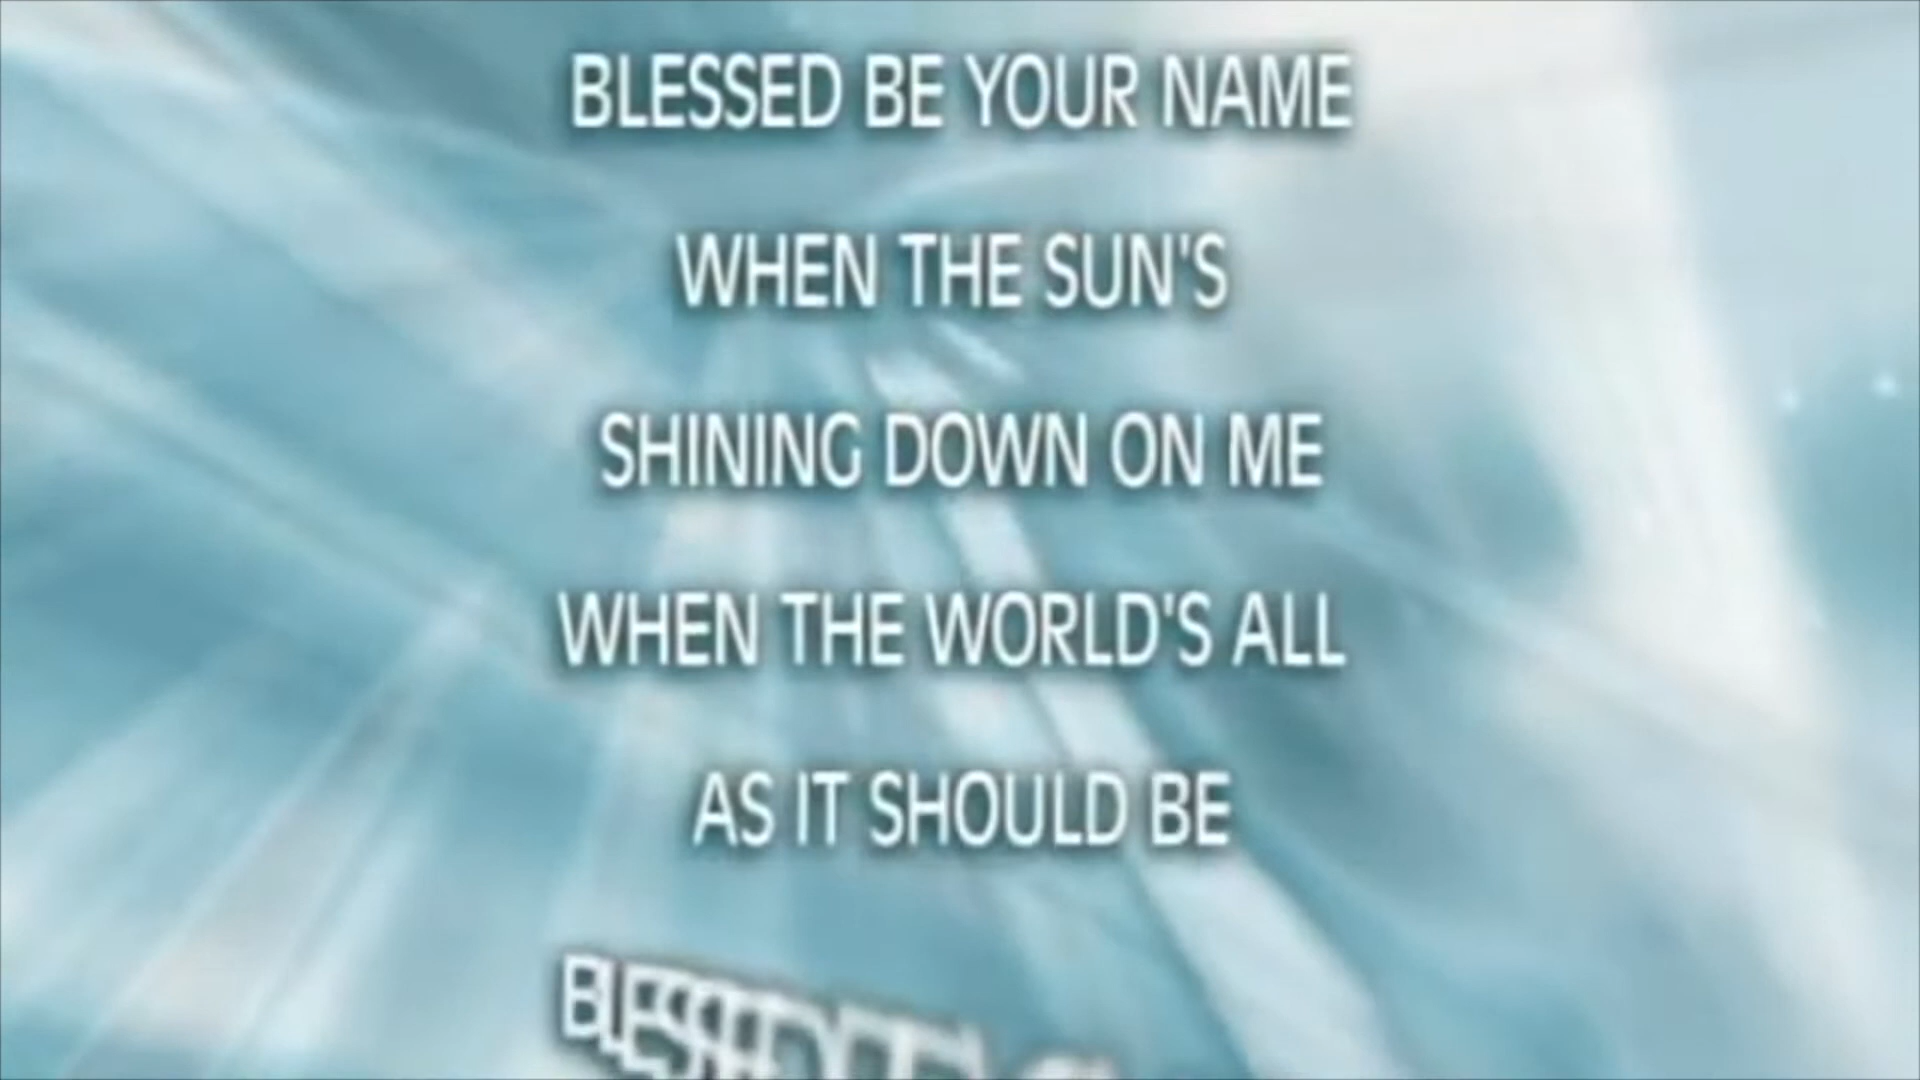 BLESSED BE YOUR NAME
WHEN THE SUN'S
SHINING DOWN ON ME
WHEN THE WORLD'S ALL
AS IT SHOULD BE
BLESSED